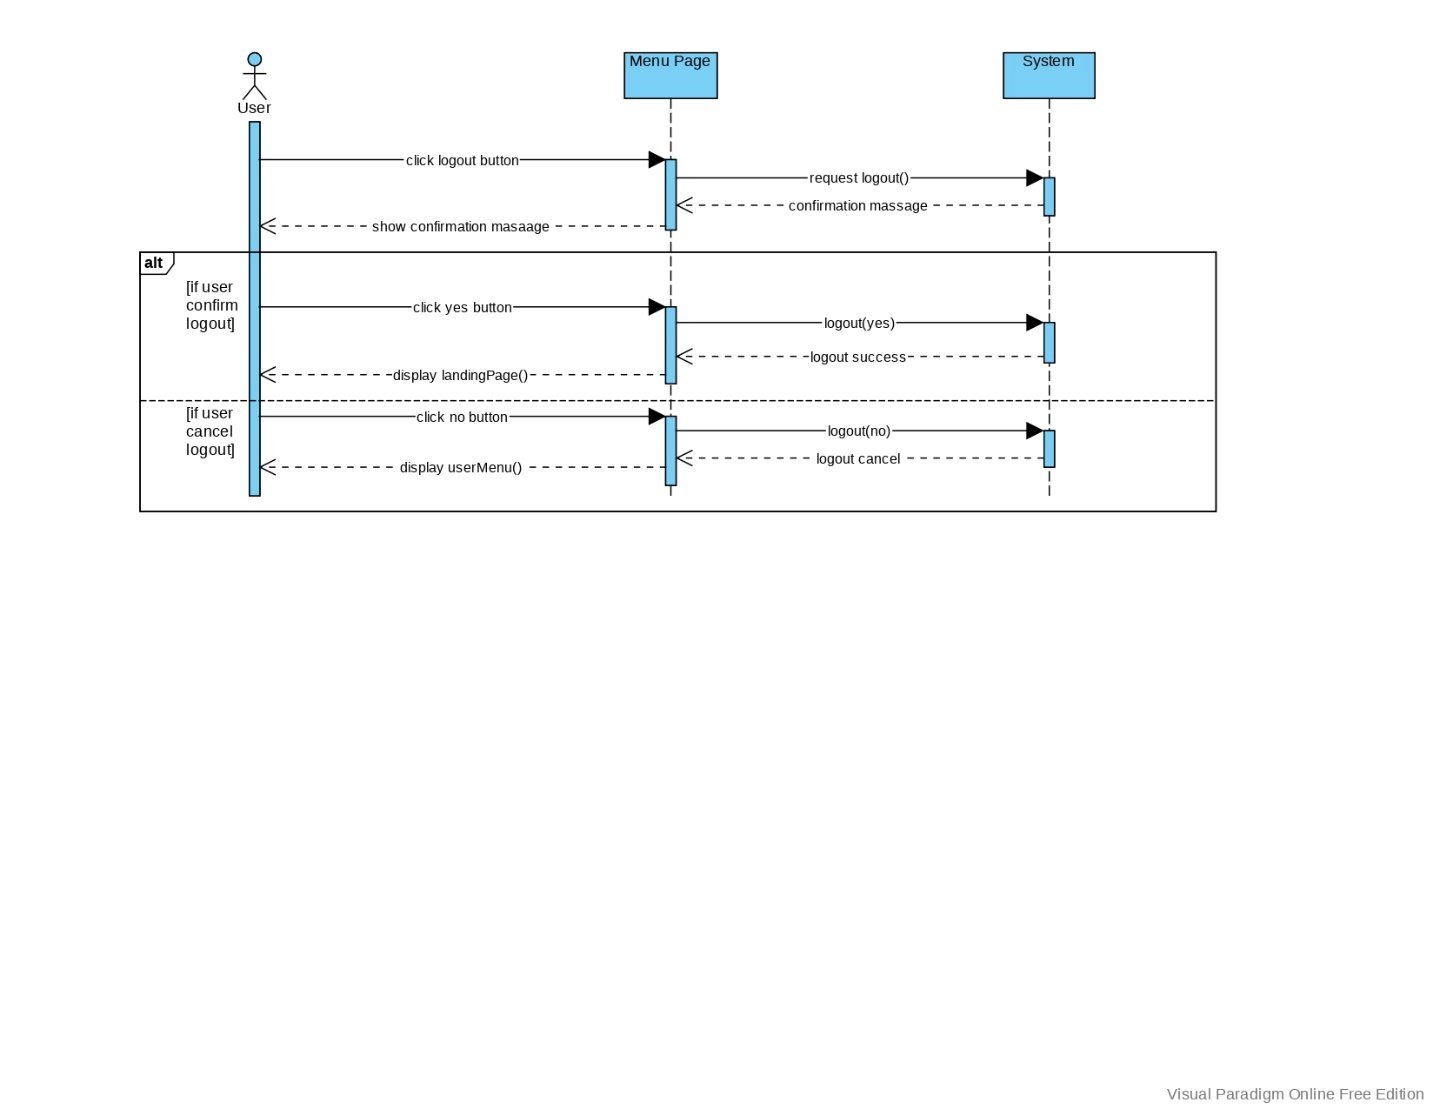 User
Menu Page
System
click logout button
request logout()
confirmation massage
show confirmation masaage
alt
[if user
confirm
logout]
click yes button
logout(yes)
logout success
display landingPage()
[if user
cancel
logout]
click no button
logout(no)
logout cancel
display userMenu()
Visual Paradigm Online Free Edition